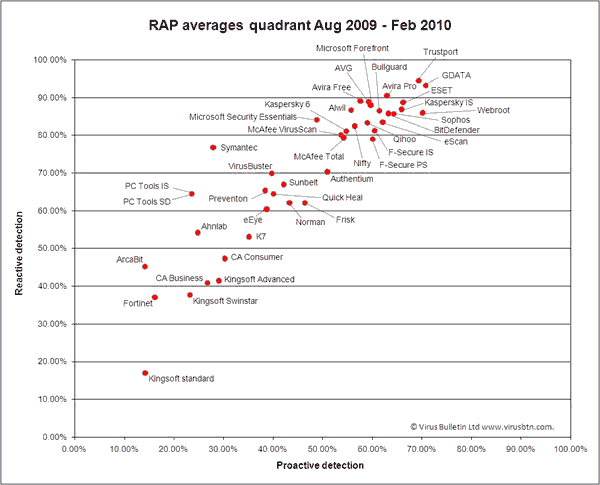 RAP averages quadrant Aug 2009 - Feb 2010
Microsoft Forefront
Trustport
AVG
Bullguard
GDATA
Avira Free
Avira Pro
ESET
Kaspersky 6
Alwil
Kaspersky IS
Microsoft Security Essentials
Webroot
McAfee VirusScan
Sophos
BitDefender
Symantec
Qihoo
eScan
McAfee Total
F-Secure IS
Nifty
F-Secure PS
VirusBuster
Authentium
PC Tools IS
Sunbelt
PC Tools SD
Preventon
Quick Heal
eEye
Norman
Frisk
Ahnlab
K7
ArcaBit
CA Consumer
CA Business
Kingsoft Advanced
Fortinet
Kingsoft Swinstar
Kingsoft standard
© Virus Bulletin Ltd www.virusbtn.com
Reactive detection
100.00%
90.00%
80.00%
70.00%
60.00%
50.00%
40.00%
30.00%
20.00%
10.00%
0.00%
0.00% 10.00% 20.00% 30.00% 40.00% 50.00% 60.00% 70.00% 80.00% 90.00% 100.00%
Proactive detection